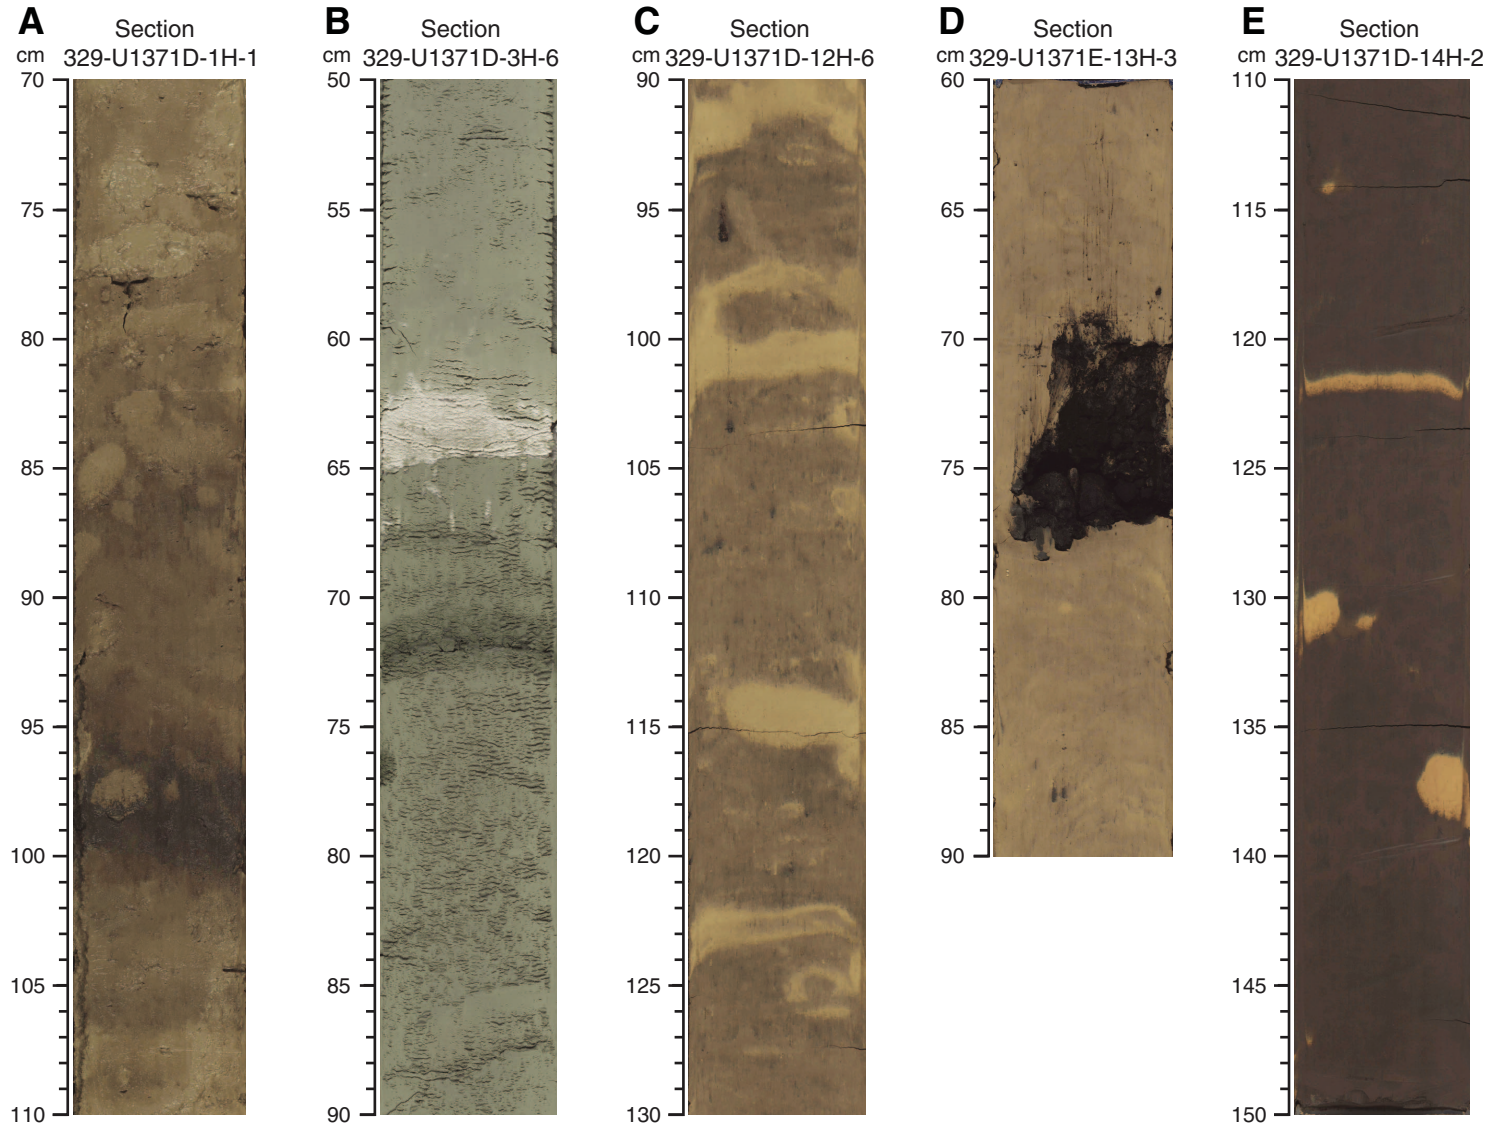 A
Section
cm 329-U1371D-1H-1
70
75
80
85
90
95
100
105
110
B
Section
cm 329-U1371D-3H-6
50
55
60
65
70
75
80
85
90
C
Section
cm 329-U1371D-12H-6
90
95
100
105
110
115
120
125
130
D
Section
cm 329-U1371E-13H-3
60
65
70
75
80
85
90
E
Section
cm 329-U1371D-14H-2
110
115
120
125
130
135
140
145
150